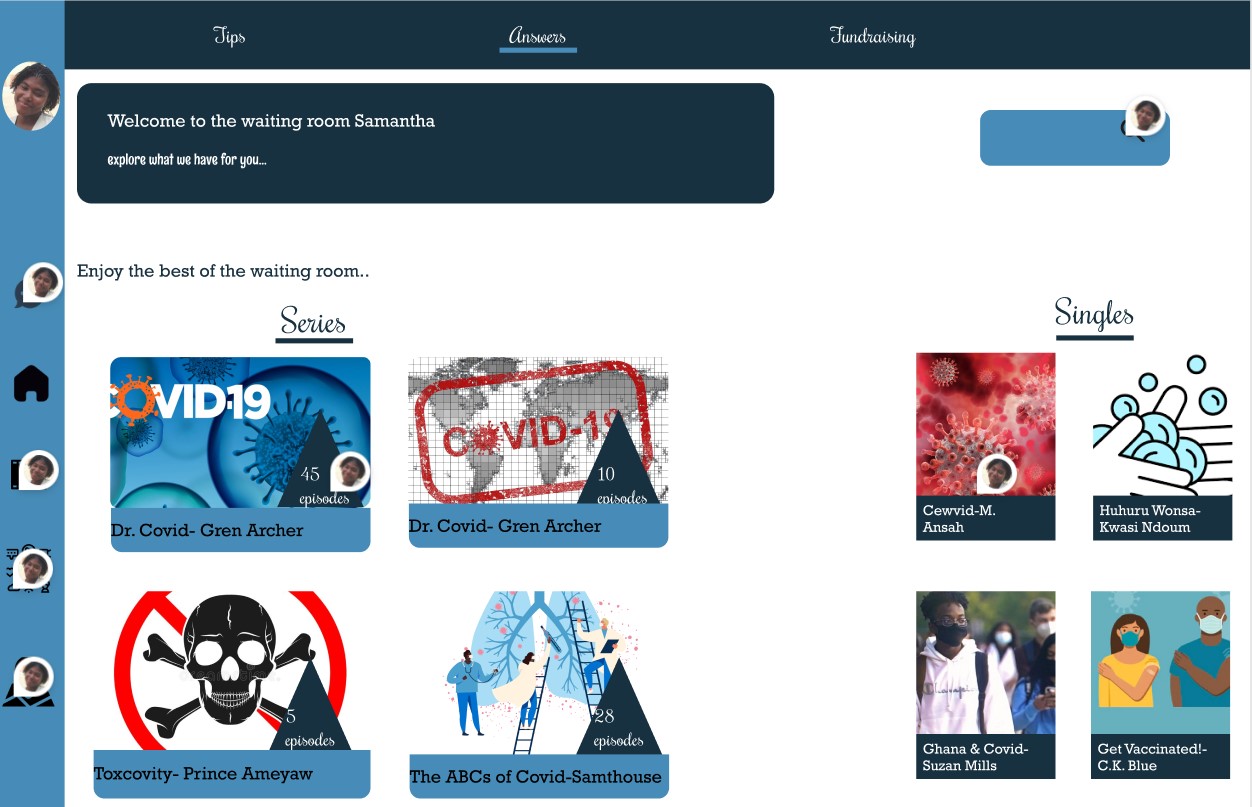 Tips
Answers
Fundraising
Welcome to the waiting room Samantha
explore what we have for you...
Enjoy the best of the waiting room..
Series
Singles
COVID-19
45
episodes
Dr. Covid- Gren Archer
COVID-19
10
episodes
Dr. Covid- Gren Archer
Cewvid-M.
Ansah
Huhuru Wonsa-
Kwasi Ndoum
5
episodes
Toxcovity- Prince Ameyaw
28
episodes
The ABCs of Covid-Samthouse
Ghana & Covid-
Suzan Mills
Get Vaccinated!-
C.K. Blue